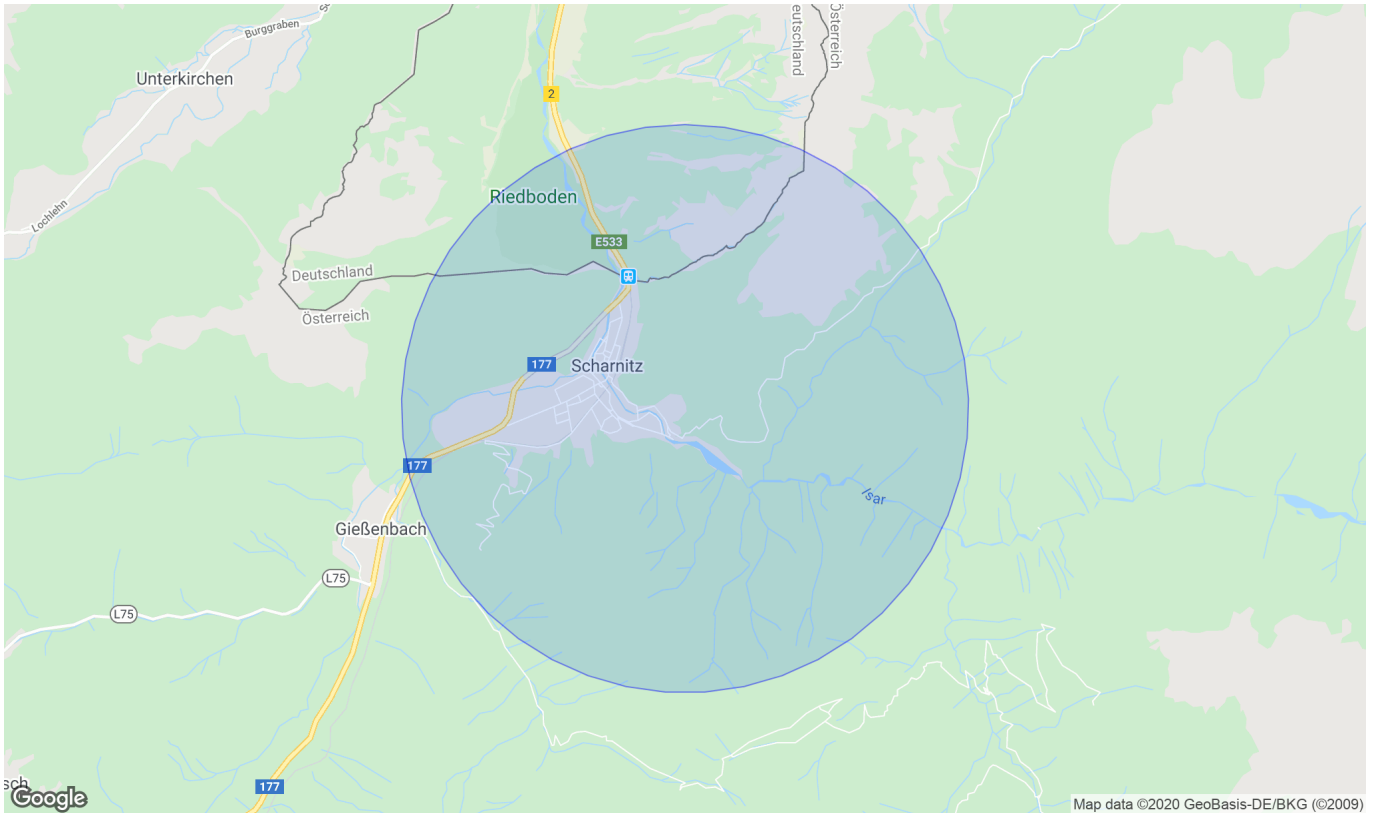 Burggraben
Unterkirchen
Deutschland
Österreich
2
Riedboden
Lochlehn
E533
Deutschland
Österreich
177
Scharnitz
177
Isar
Gießenbach
L75
L75
177
sch
Google
Map data ©2020 GeoBasis-DE/BKG (©2009)